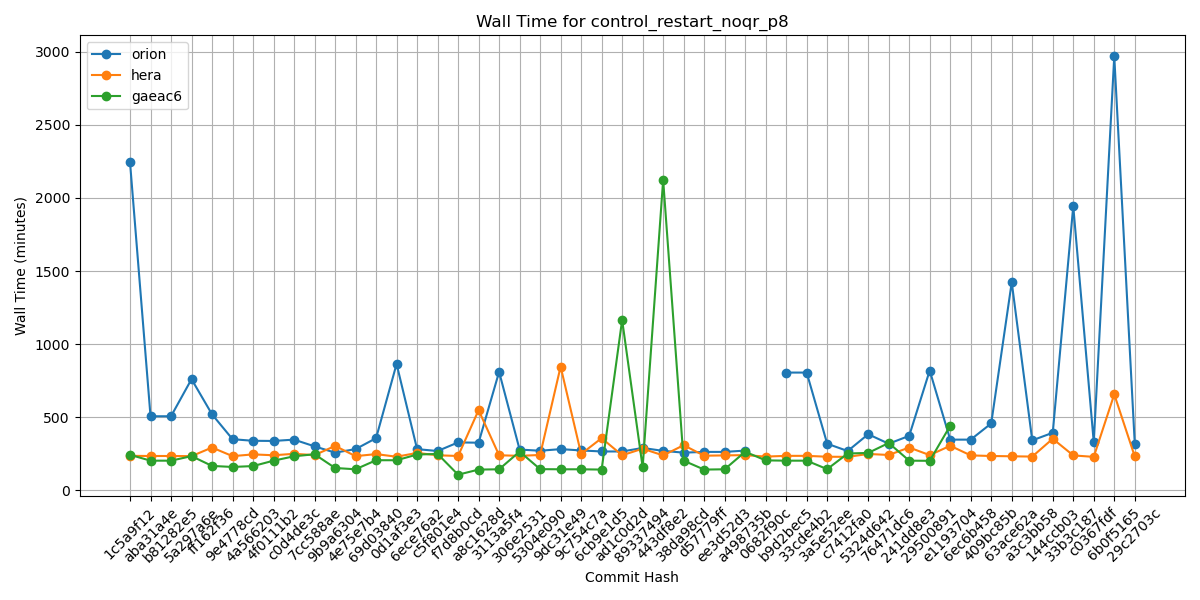 Wall Time for control_restart_noqr_p8
orion
hera
gaeac6
Wall Time (minutes)
3000
2500
2000
1500
1000
500
0
1c5a9f12
aba31a4e
b81282e5
5a297a6e
ff162f36
9e4778cd
4a566203
4f0111b2
c0d4de3c
7cc588ae
9b9a6304
4e75e7b4
69d03840
0d1af3e3
6ece16a2
c5f801e4
f7d8b0cd
a8c1628d
3113a5f4
306e2531
5304e090
9dc31e49
9c754c7a
6cb9e1d5
ad1c0d2d
89337494
443df8e2
38da98cd
d57779ff
ee3d52d3
a498735b
0682f90c
b9d2bec5
33cde4b2
3a5e52ee
c7412fa0
5324d642
76471dc6
241dd8e3
29500891
e1193704
6ec6b458
409bc85b
63ace62a
a3c3bb58
144ccb03
33b3c187
c0367fdf
6b0f5165
29c2703c
Commit Hash